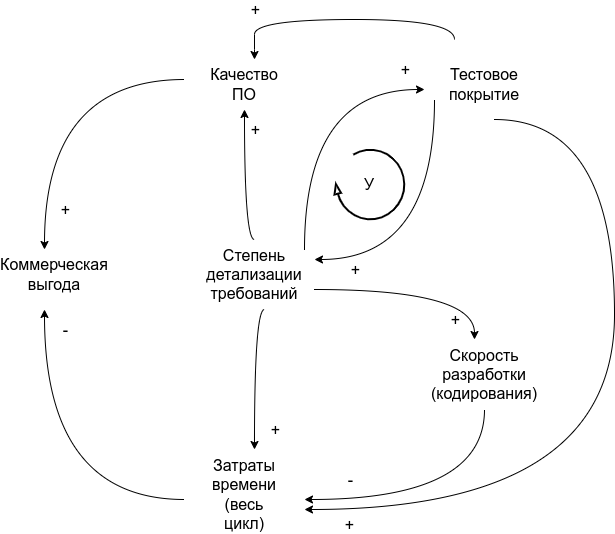 +
Качество
ПО
+
Тестовое
покрытие
+
У
+
Коммерческая
выгода
Степень
детализации
требований
+
+
-
Скорость
разработки
(кодирования)
+
Затраты
времени
(весь
цикл)
+
-
+